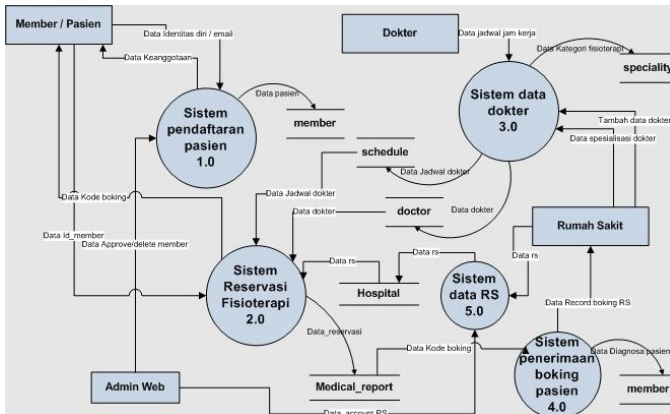 Member / Pasien
Data Identitas diri / email
Data Keanggotaan
Dokter
Data jadwal jam kerja
Data Kategori fisioterapi
speciality
Sistem
pendaftaran
pasien
1.0
Data pasien
member
Sistem data
dokter
3.0
Tambah data dokter
Data spesialisasi dokter
schedule
Data Jadwal dokter
Data Kode boking
Data Jadwal dokter
doctor
Data dokter
Data dokter
Rumah Sakit
Data Id_member
Data Approve/delete member
Sistem
Reservasi
Fisioterapi
2.0
Data rs
Hospital
Data rs
Sistem
data RS
5.0
Data rs
Data_reservasi
Data Record boking RS
Data Kode boking
Sistem
penerimaan
boking
pasien
4.0
Data Diagnosa pasien
member
Admin Web
Medical_report
Data_account RS